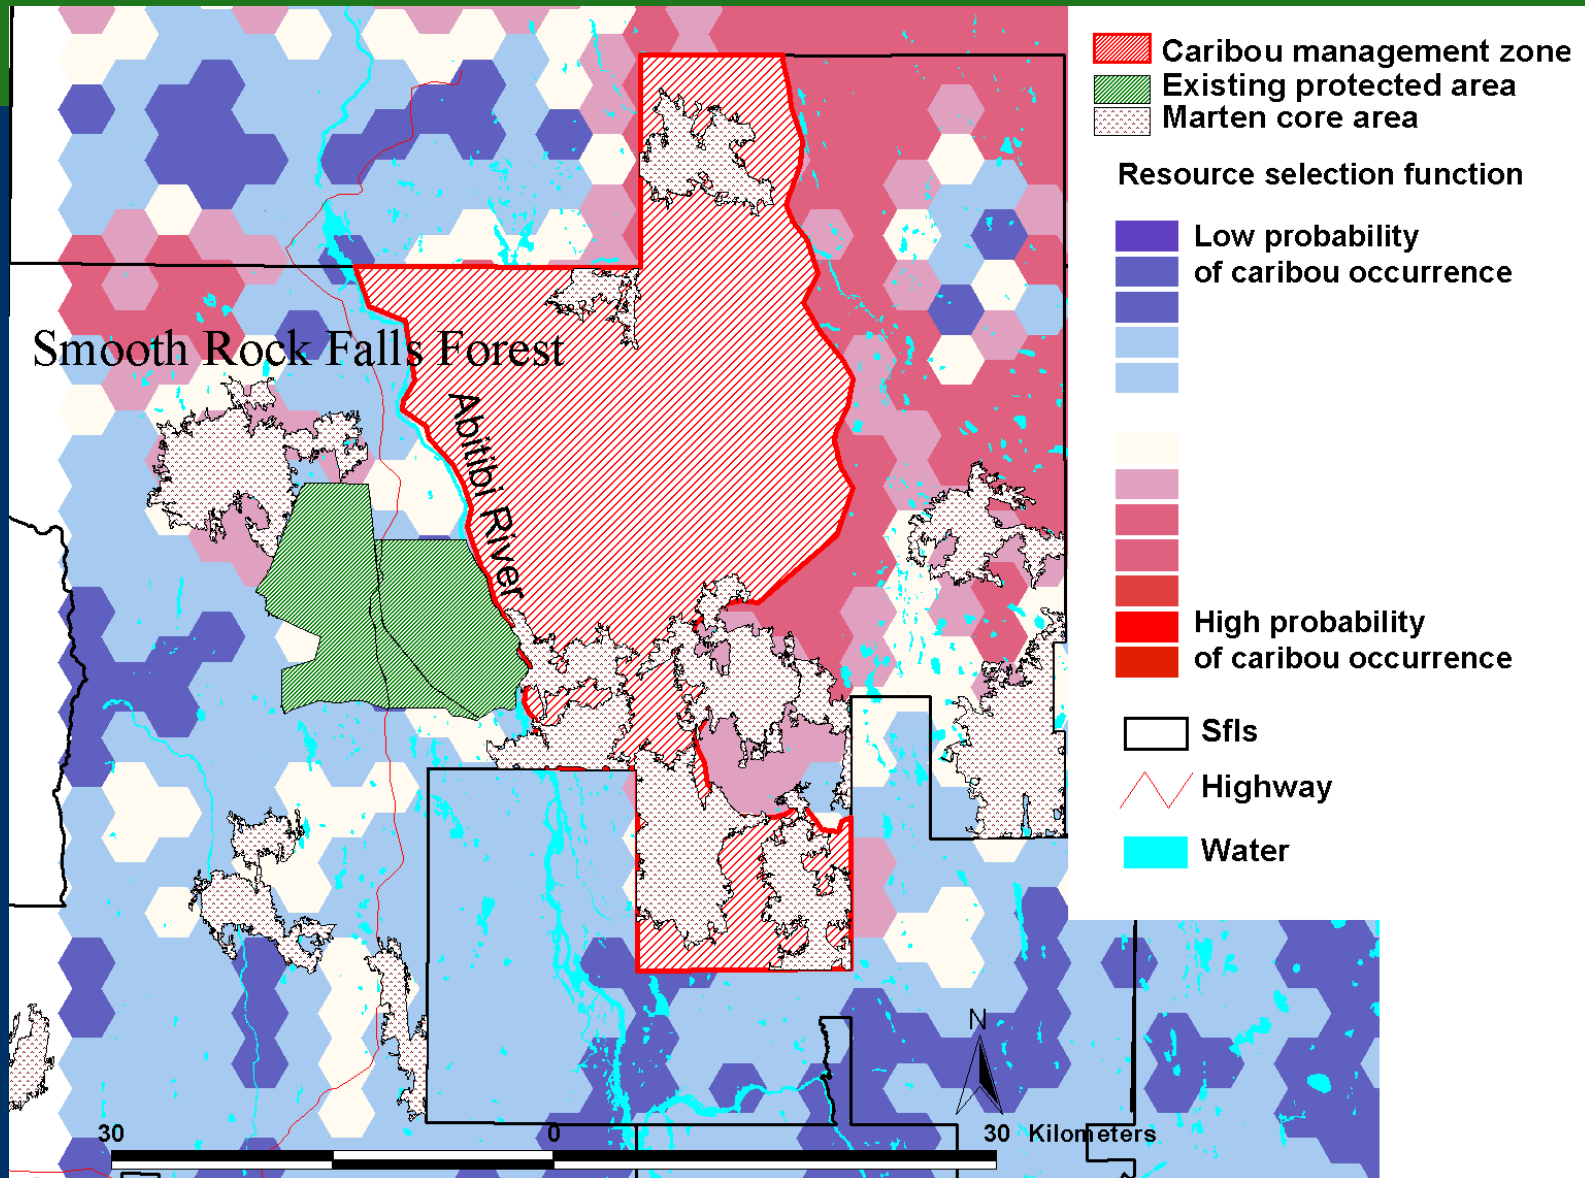 Caribou management zone
Existing protected area
Marten core area
Resource selection function
Low probability
of caribou occurrence
High probability
of caribou occurrence
Sfls
Highway
Water
Smooth Rock Falls Forest
Abitibi River
N
30 0 30 Kilometers